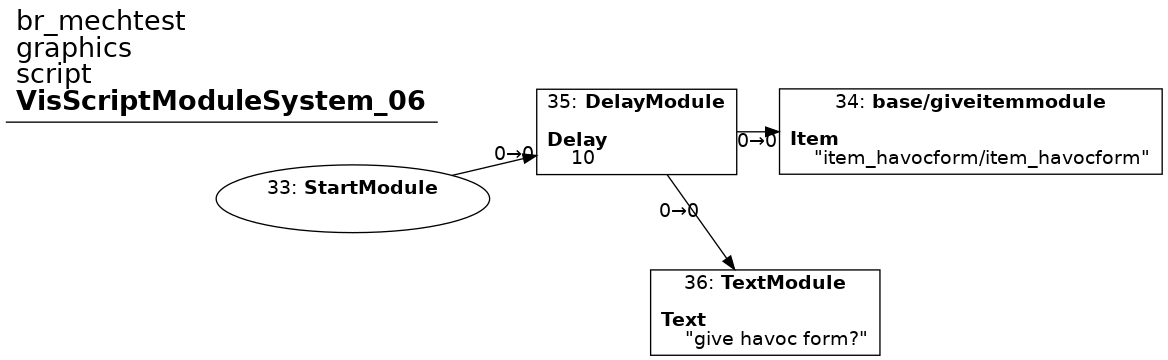 br_mechtest
graphics
script
VisScriptModuleSystem_06
35: DelayModule
Delay
10
34: base/giveitemmodule
Item
"item_havocform/item_havocform"
0→0
0→0
33: StartModule
0→0
36: TextModule
Text
"give havoc form?"